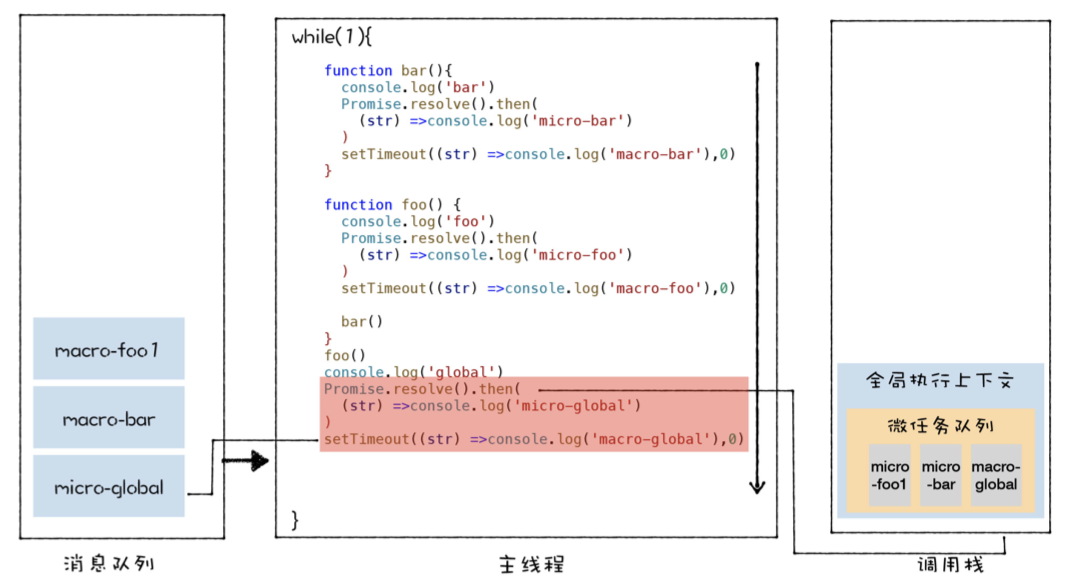 while(1){
function bar(){
console.log('bar')
Promise.resolve().then(
(str) =>console.log('micro-bar')
)
setTimeout((str) =>console.log('macro-bar'),0)
}
function foo() {
console.log('foo')
Promise.resolve().then(
(str) =>console.log('micro-foo')
)
setTimeout((str) =>console.log('macro-foo'),0)
bar()
}
foo()
console.log('global')
Promise.resolve().then(
(str) =>console.log('micro-global')
)
setTimeout((str) =>console.log('macro-global'),0)
}
macro-foo1
macro-bar
micro-global
全局执行上下文
微任务队列
micro
-foo1
micro
-bar
macro-
global
消息队列
主线程
调用栈